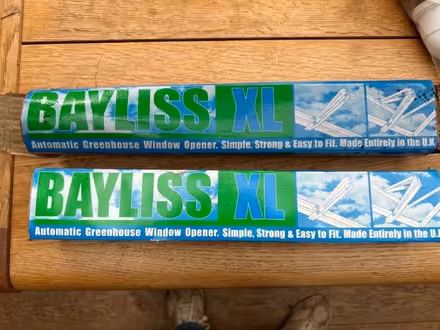 BAYLISS XL
Automatic Greenhouse Window Opener. Simple, Strong & Easy to Fit. Made Entirely in the U.K
BAYLISS XL
Automatic Greenhouse Window Opener. Simple, Strong & Easy to Fit. Made Entirely in the U.